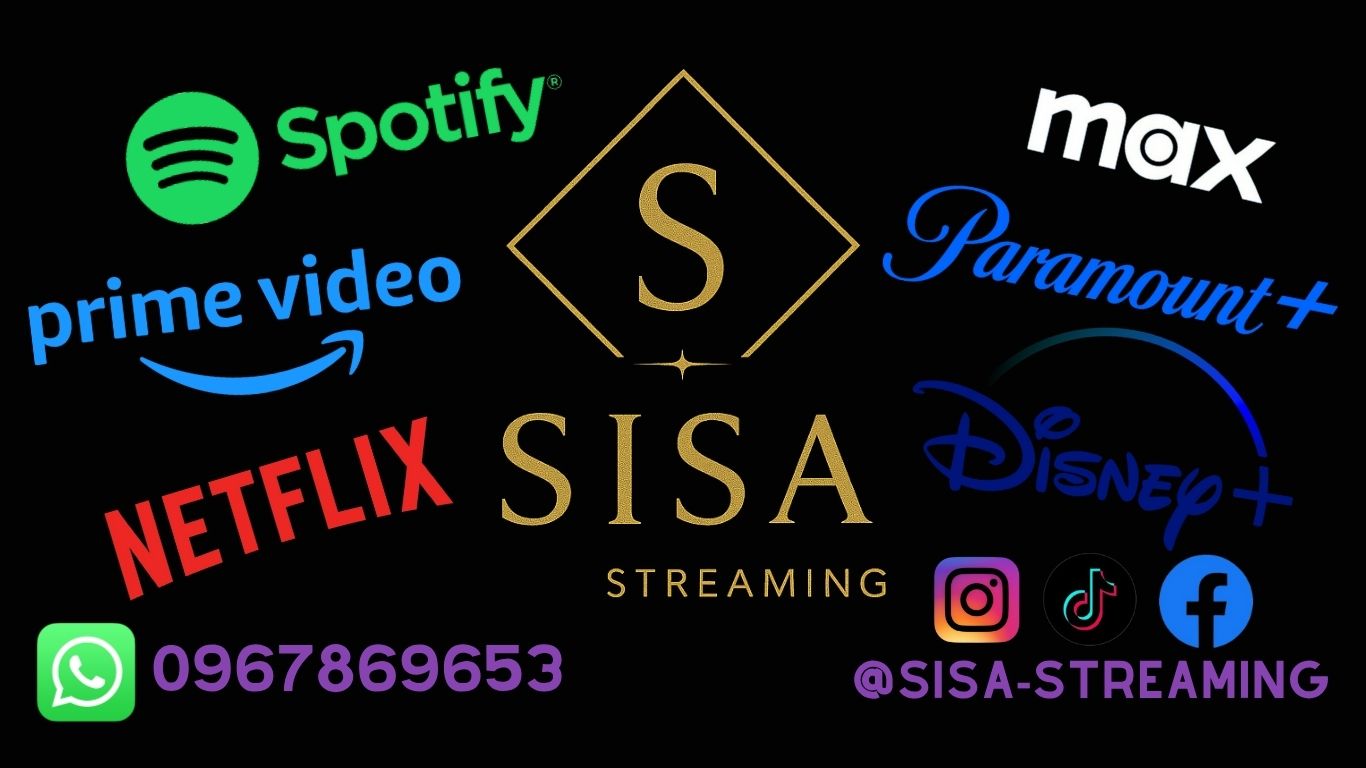 Spotify®
prime video
NETFLIX
S
SISA
STREAMING
max
Paramount+
Disney+
0967869653
@SISA-STREAMING